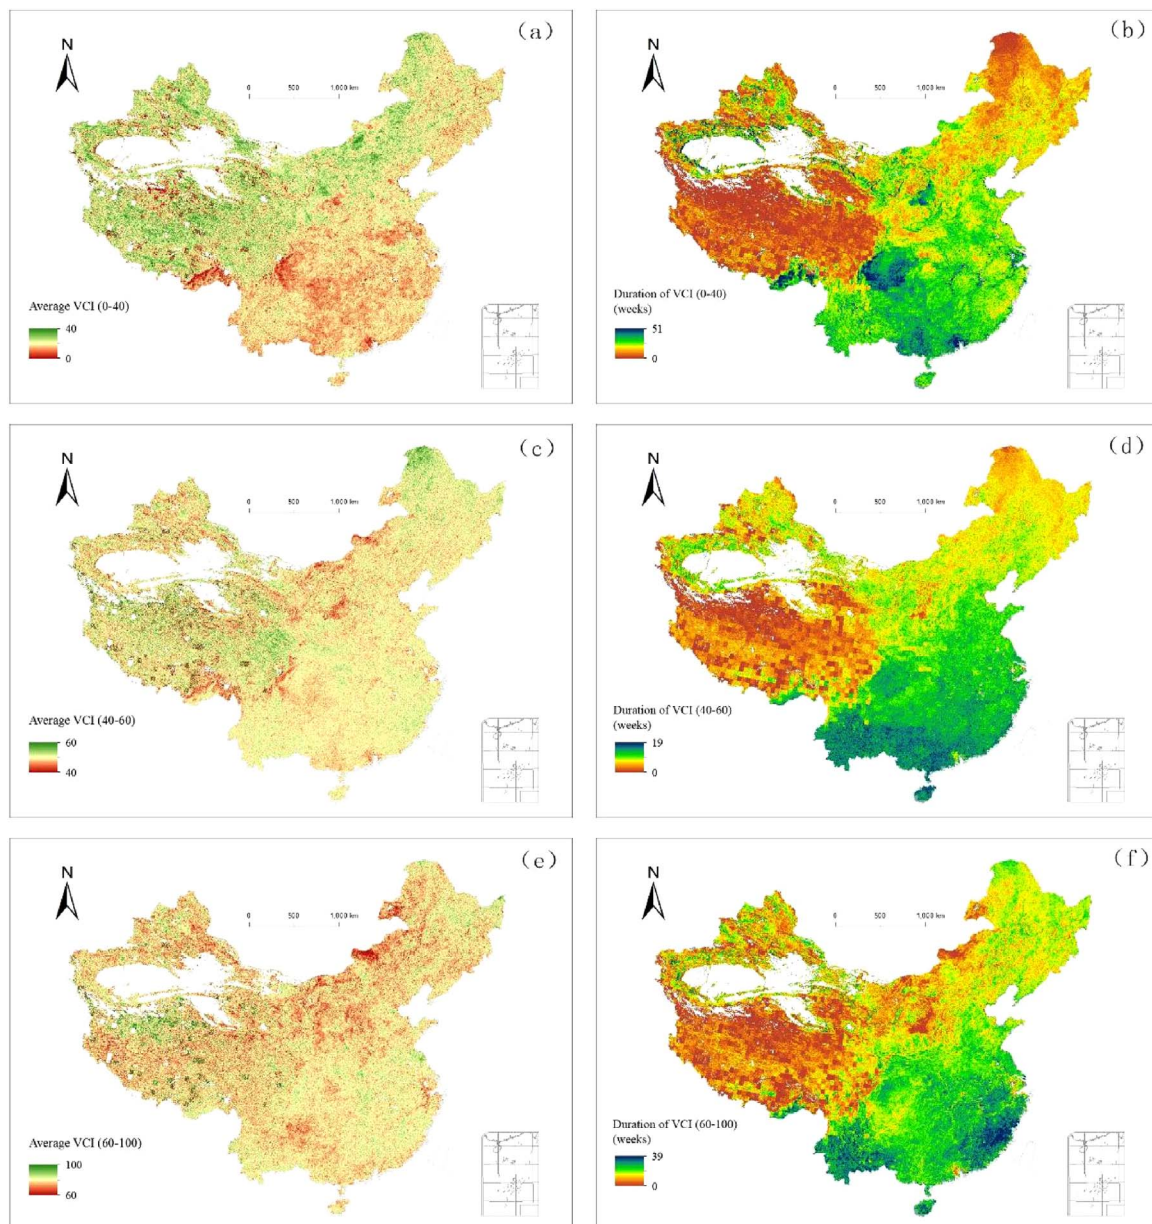 (a)
N
0 500 1,000 km
Average VCI (0-40)
40
0
(b)
N
0 500 1,000 km
Duration of VCI (0-40)
(weeks)
51
0
(c)
N
0 500 1,000 km
Average VCI (40-60)
60
40
(d)
N
0 500 1,000 km
Duration of VCI (40-60)
(weeks)
19
0
(e)
N
0 500 1,000 km
Average VCI (60-100)
100
60
(f)
N
0 500 1,000 km
Duration of VCI (60-100)
(weeks)
39
0